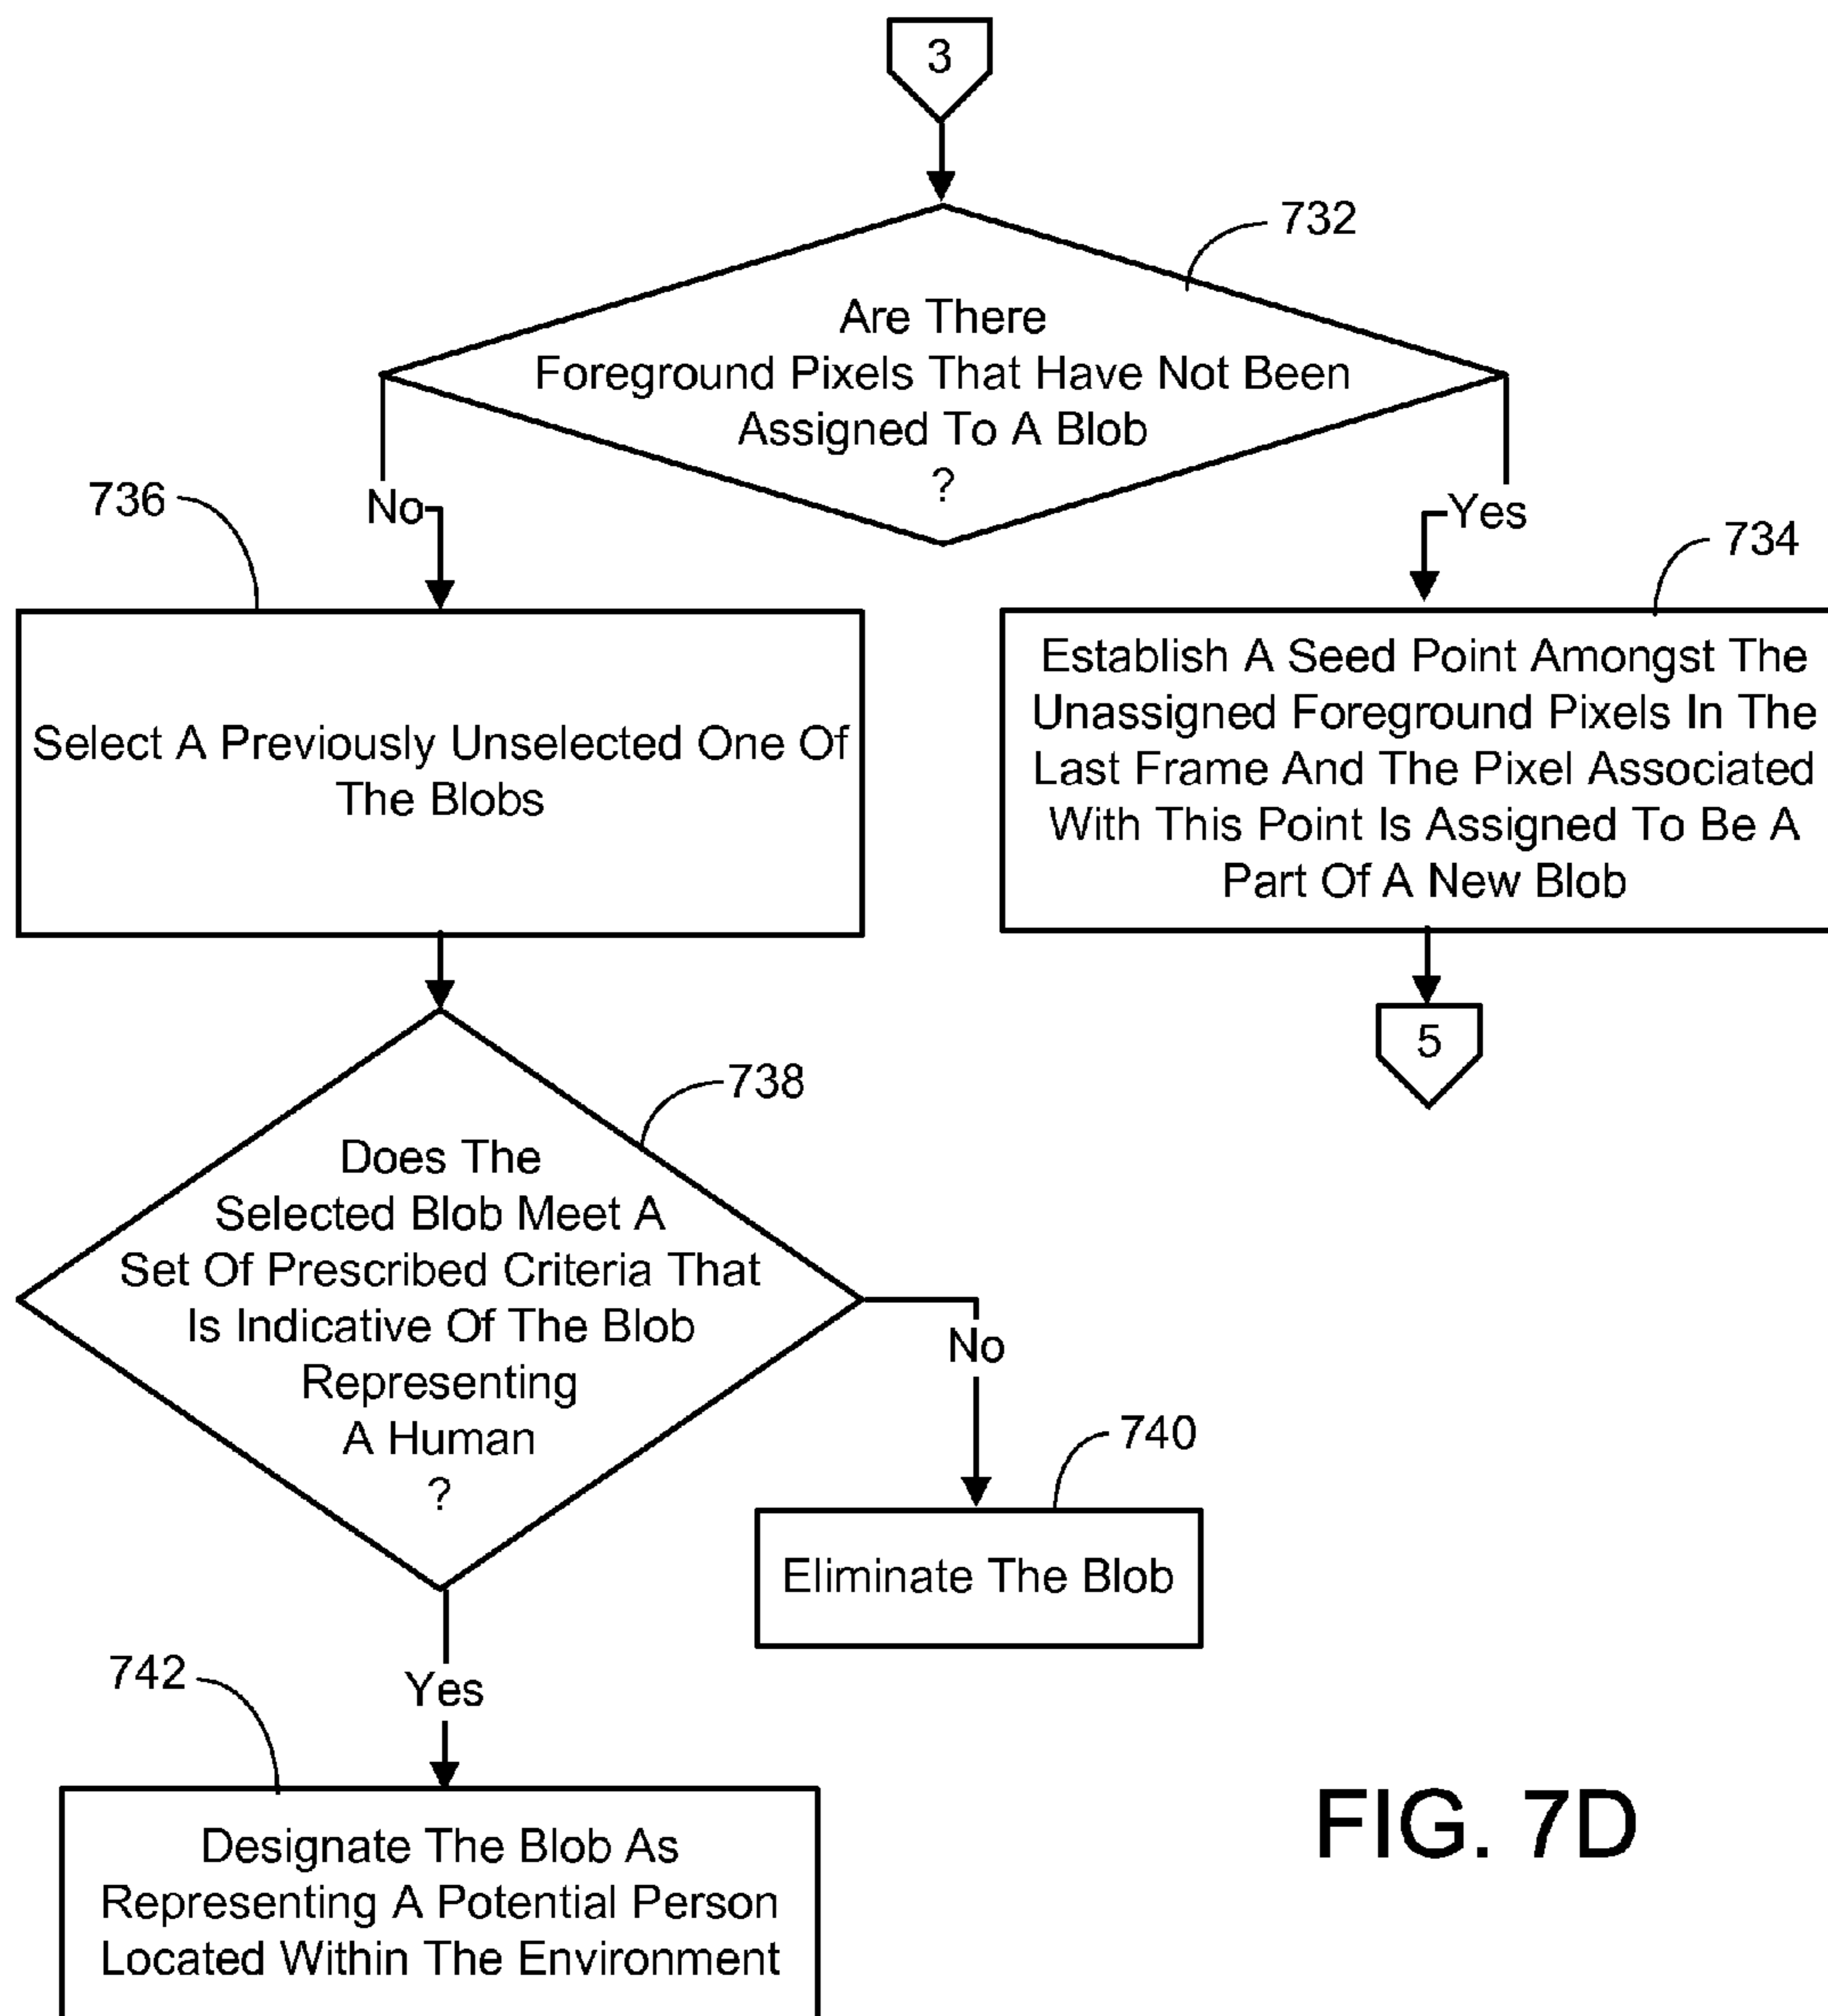 3
732
Are There
Foreground Pixels That Have Not Been
Assigned To A Blob
?
736
No
Yes
734
Select A Previously Unselected One Of
The Blobs
Establish A Seed Point Amongst The
Unassigned Foreground Pixels In The
Last Frame And The Pixel Associated
With This Point Is Assigned To Be A
Part Of A New Blob
5
738
Does The
Selected Blob Meet A
Set Of Prescribed Criteria That
Is Indicative Of The Blob
Representing
A Human
?
No
740
Eliminate The Blob
742
Yes
Designate The Blob As
Representing A Potential Person
Located Within The Environment
FIG. 7D